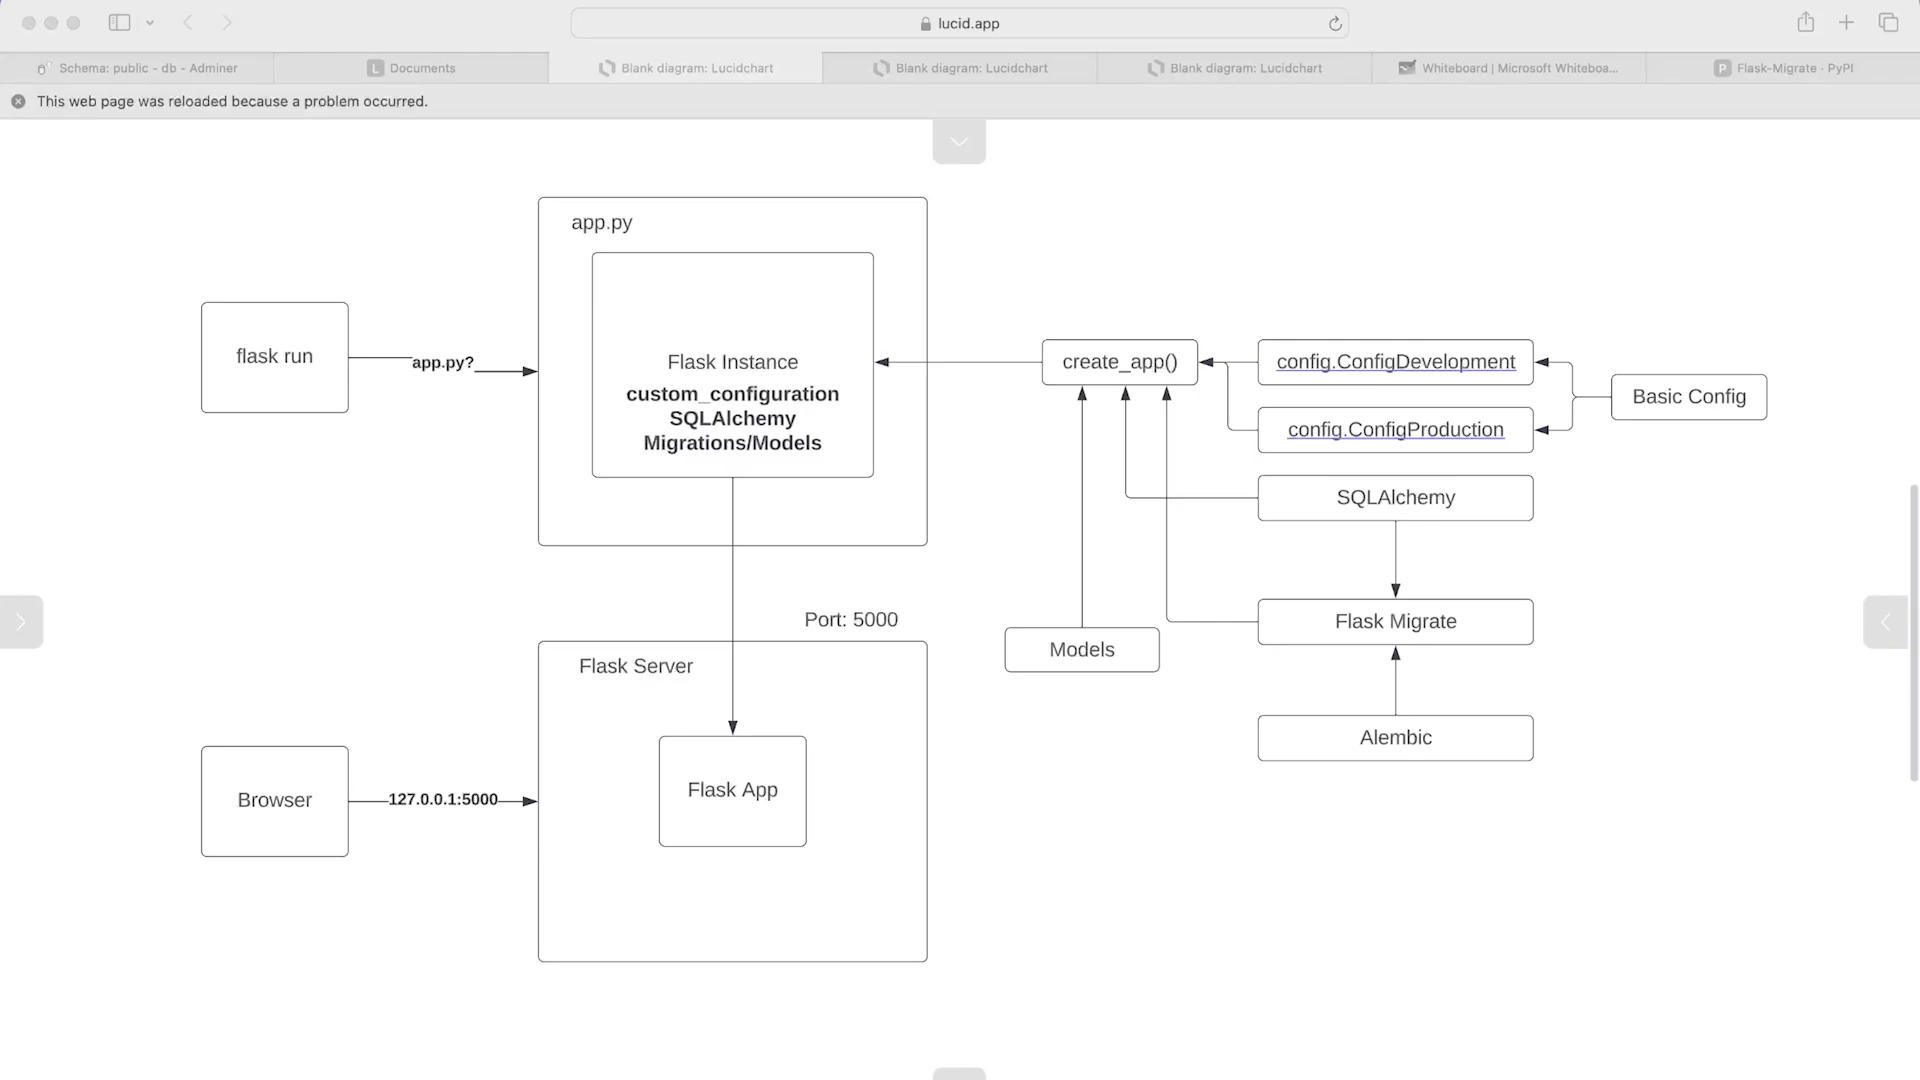 lucid.app
Schema: public - db - Adminer
Documents
Blank diagram: Lucidchart
Blank diagram: Lucidchart
Blank diagram: Lucidchart
Whiteboard | Microsoft Whiteboa...
Flask-Migrate · PyPI
This web page was reloaded because a problem occurred.
app.py
flask run
app.py?
Flask Instance
custom_configuration
SQLAlchemy
Migrations/Models
create_app()
config.ConfigDevelopment
Basic Config
config.ConfigProduction
SQLAlchemy
Port: 5000
Flask Migrate
Models
Flask Server
Alembic
Flask App
Browser
127.0.0.1:5000